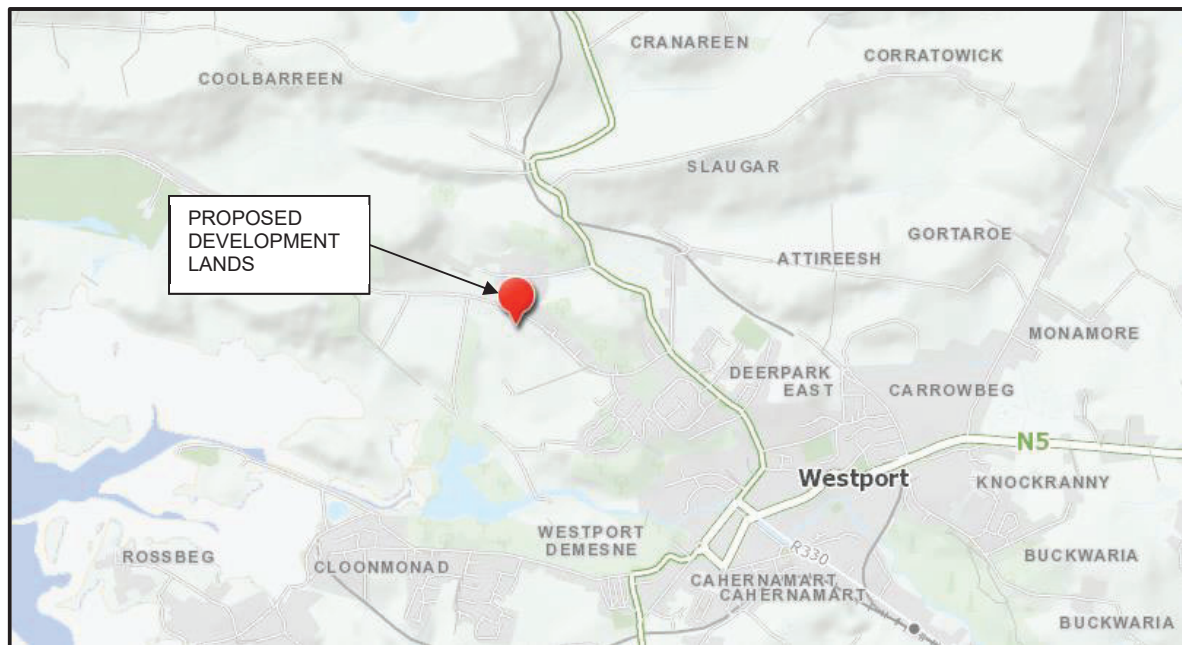 CRANAREEN
CORRATOWICK
COOLBARREEN
SLAUGAR
PROPOSED
DEVELOPMENT
LANDS
GORTAROE
ATTIREESH
MONAMORE
DEERPARK
EAST
CARROWBEG
N5
Westport
KNOCKRANNY
WESTPORT
DEMESNE
R330
BUCKWARIA
ROSSBEG
CLOONMONAD
CAHERNAMART
CAHERNAMART
BUCKWARIA